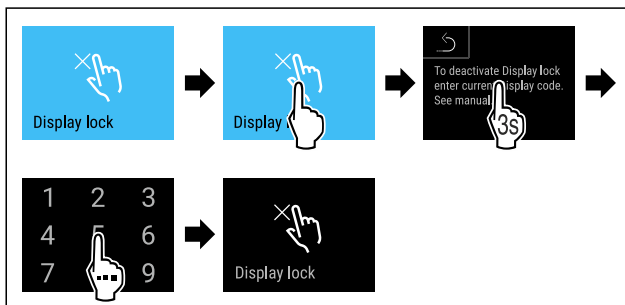 Display lock
Display l
To deactivate Display lock
enter current display code.
See manual.
3s
1 2 3
4 5 6
7 9
Display lock